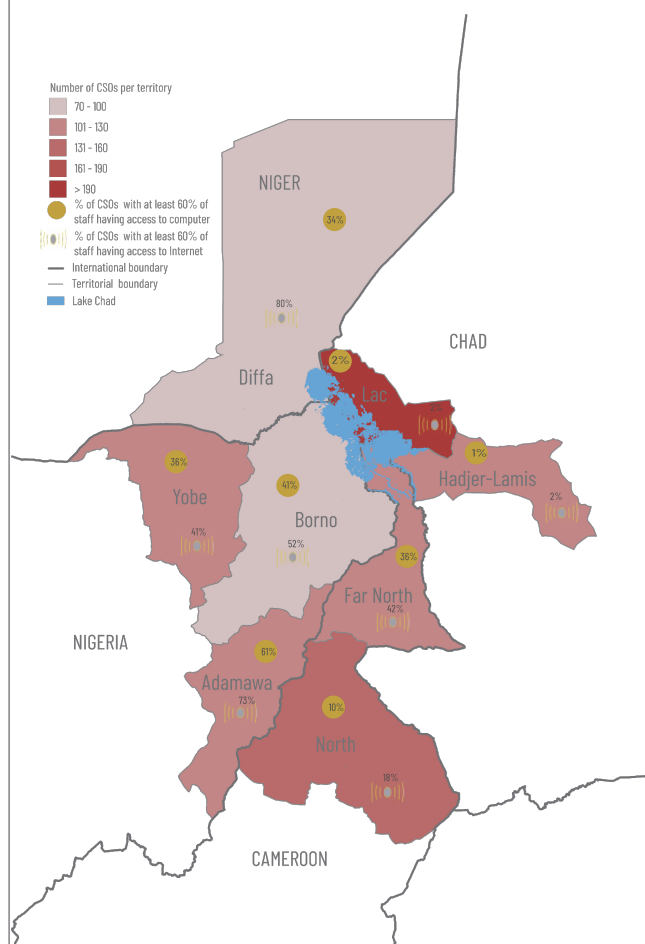 Number of CSOs per territory
70 - 100
101 - 130
131 - 160
161 - 190
> 190
% of CSOs with at least 60% of
staff having access to computer
% of CSOs with at least 60% of
staff having access to Internet
International boundary
Territorial boundary
Lake Chad
NIGER
34%
80%
CHAD
2%
Diffa
Lac
1%
36%
Hadjer-Lamis
41%
Yobe
2%
Borno
41%
52%
36%
Far North
42%
NIGERIA
61%
Adamawa
73%
10%
North
18%
CAMEROON